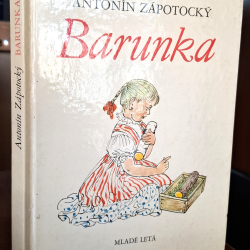 ANTONÍN ZÁPOTOCKÝ
Barunka
MLADÉ LETÁ
Antonín Zápotocký BARUNKA